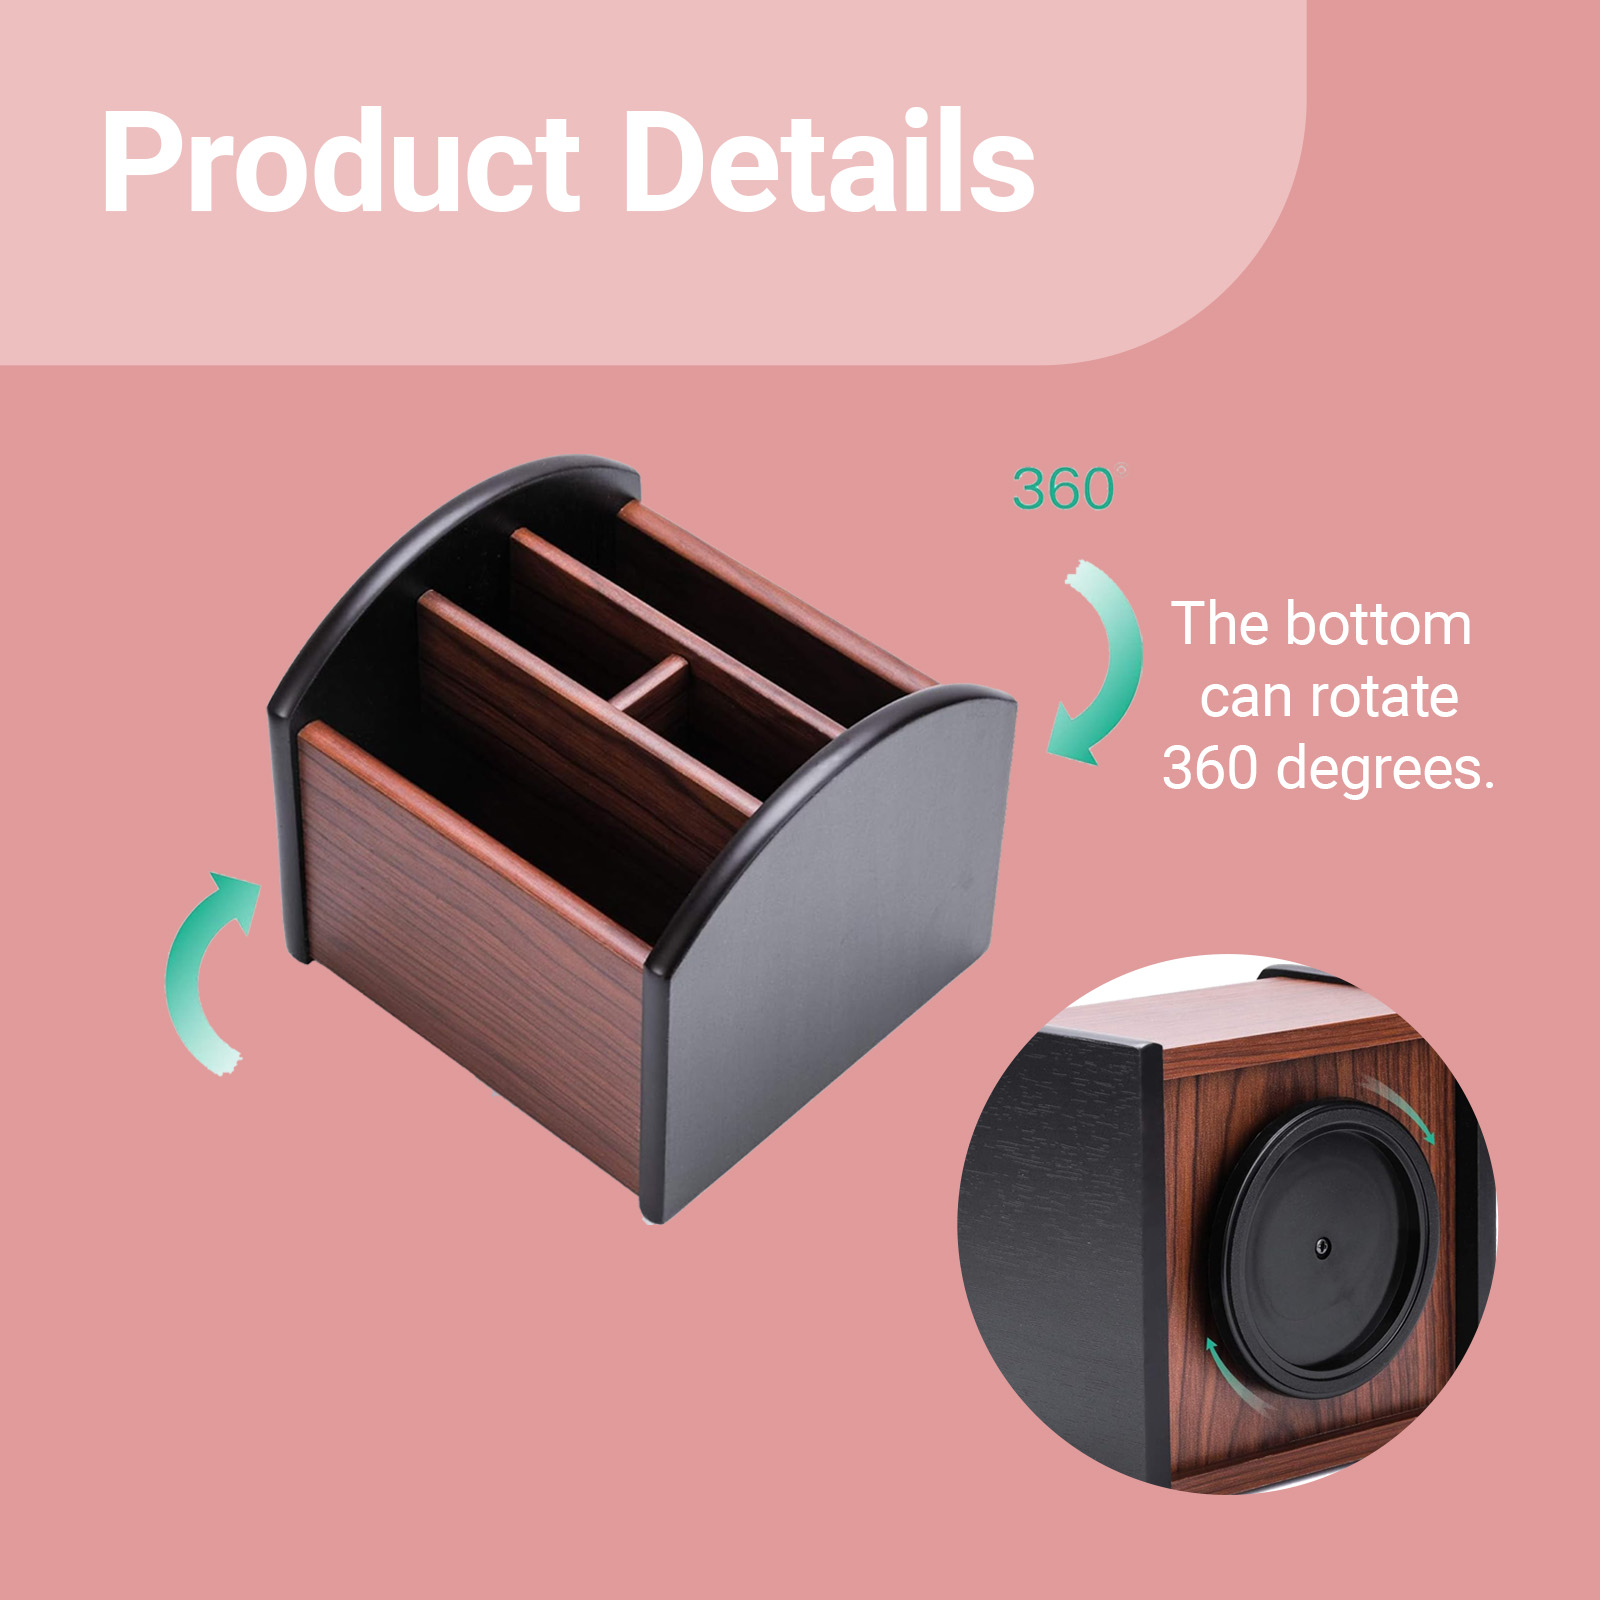 Product Details
360°
The bottom
can rotate
360 degrees.